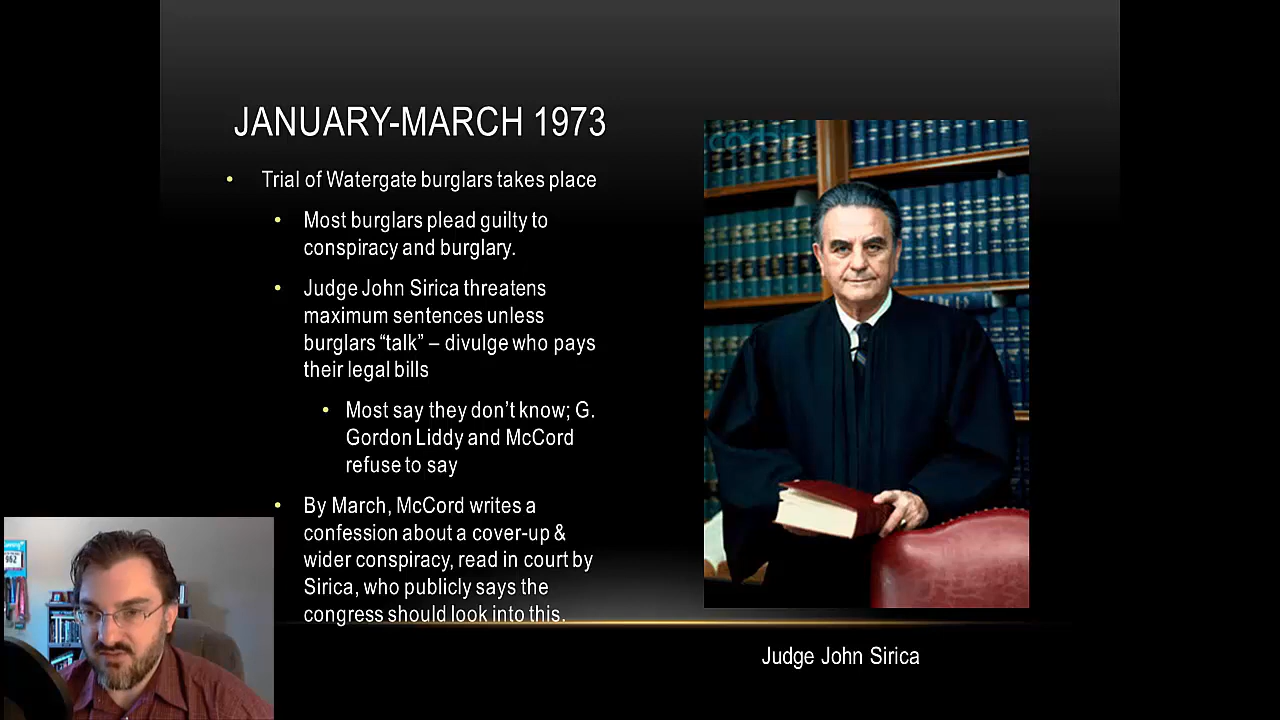 JANUARY-MARCH 1973
• Trial of Watergate burglars takes place
• Most burglars plead guilty to
conspiracy and burglary.
• Judge John Sirica threatens
maximum sentences unless
burglars “talk” – divulge who pays
their legal bills
• Most say they don’t know; G.
Gordon Liddy and McCord
refuse to say
• By March, McCord writes a
confession about a cover-up &
wider conspiracy, read in court by
Sirica, who publicly says the
congress should look into this.
corbis
Judge John Sirica